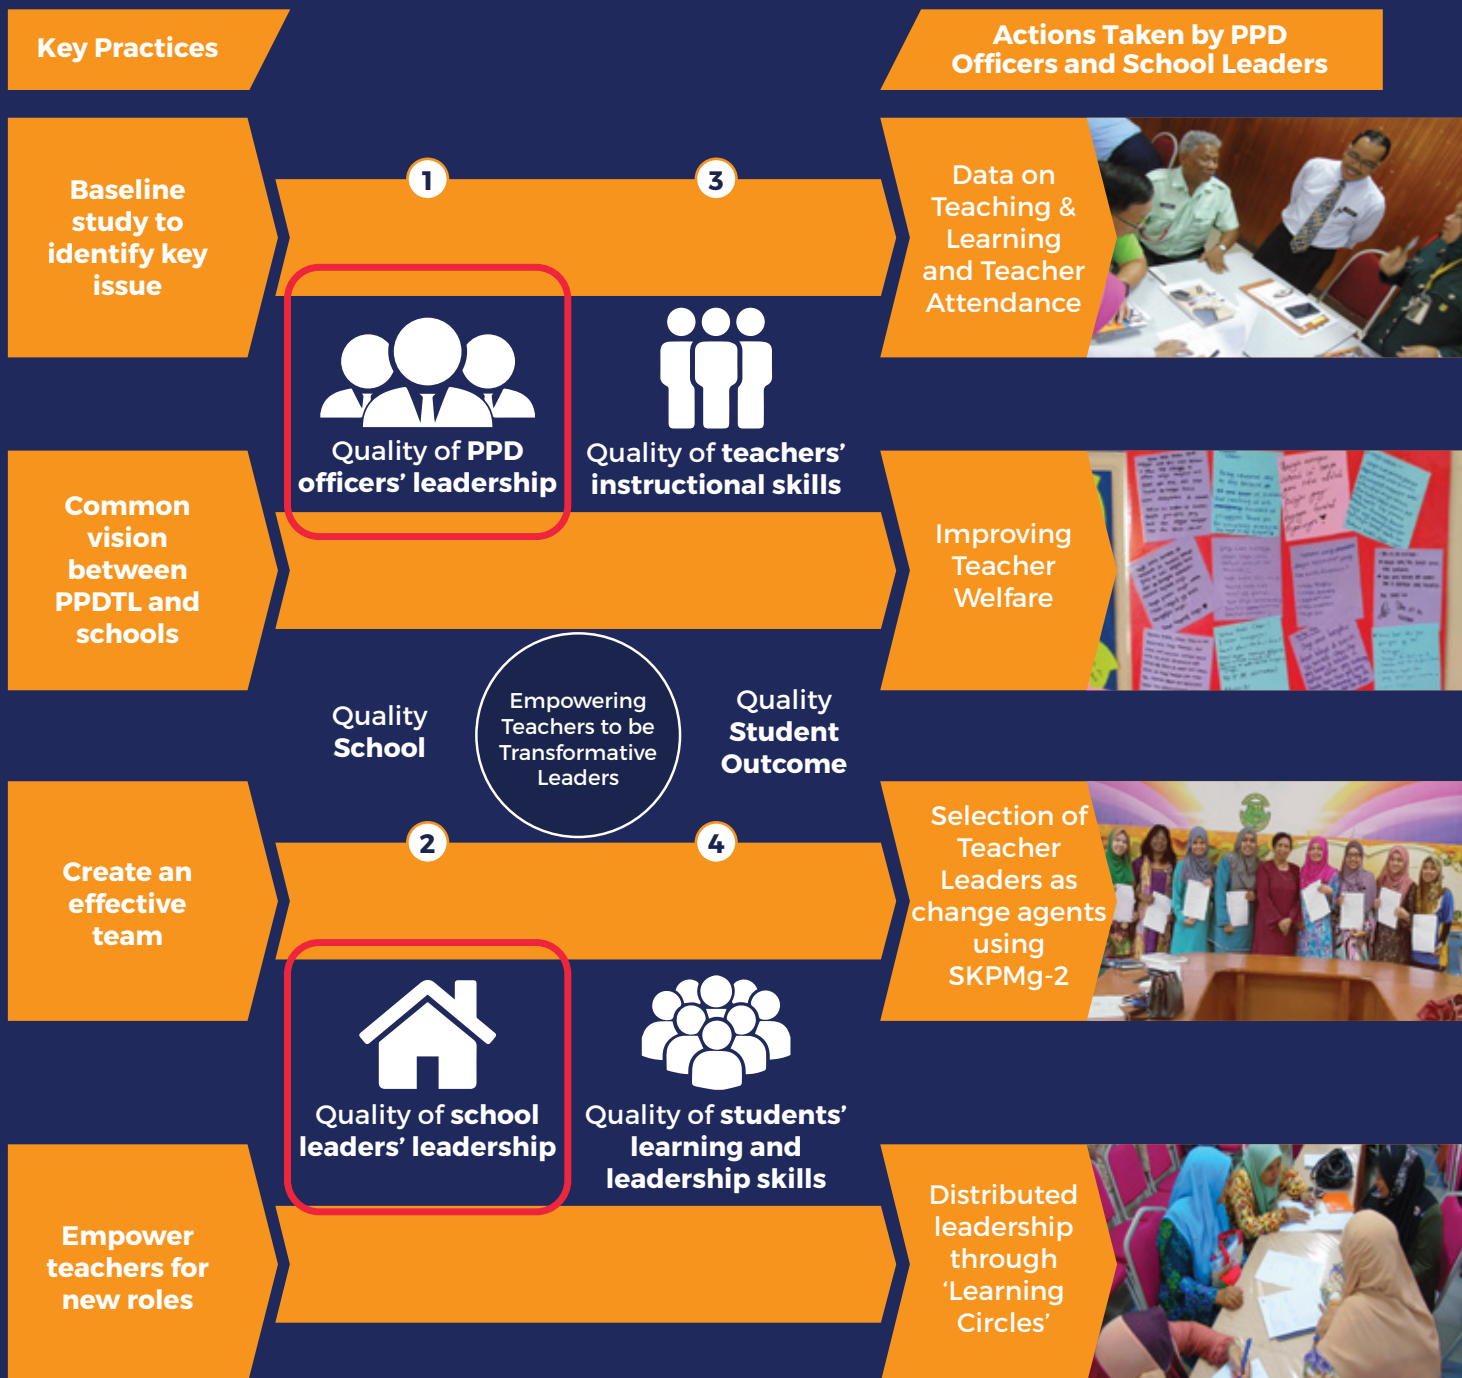 Key Practices
Actions Taken by PPD
Officers and School Leaders
Baseline
study to
identify key
issue
1
3
Data on
Teaching &
Learning
and Teacher
Attendance
Quality of PPD
officers’ leadership
Quality of teachers’
instructional skills
Common
vision
between
PPDTL and
schools
Improving
Teacher
Welfare
Quality
School
Empowering
Teachers to be
Transformative
Leaders
Quality
Student
Outcome
Create an
effective
team
2
4
Selection of
Teacher
Leaders as
change agents
using
SKPMg-2
Quality of school
leaders’ leadership
Quality of students’
learning and
leadership skills
Empower
teachers for
new roles
Distributed
leadership
through
‘Learning
Circles’